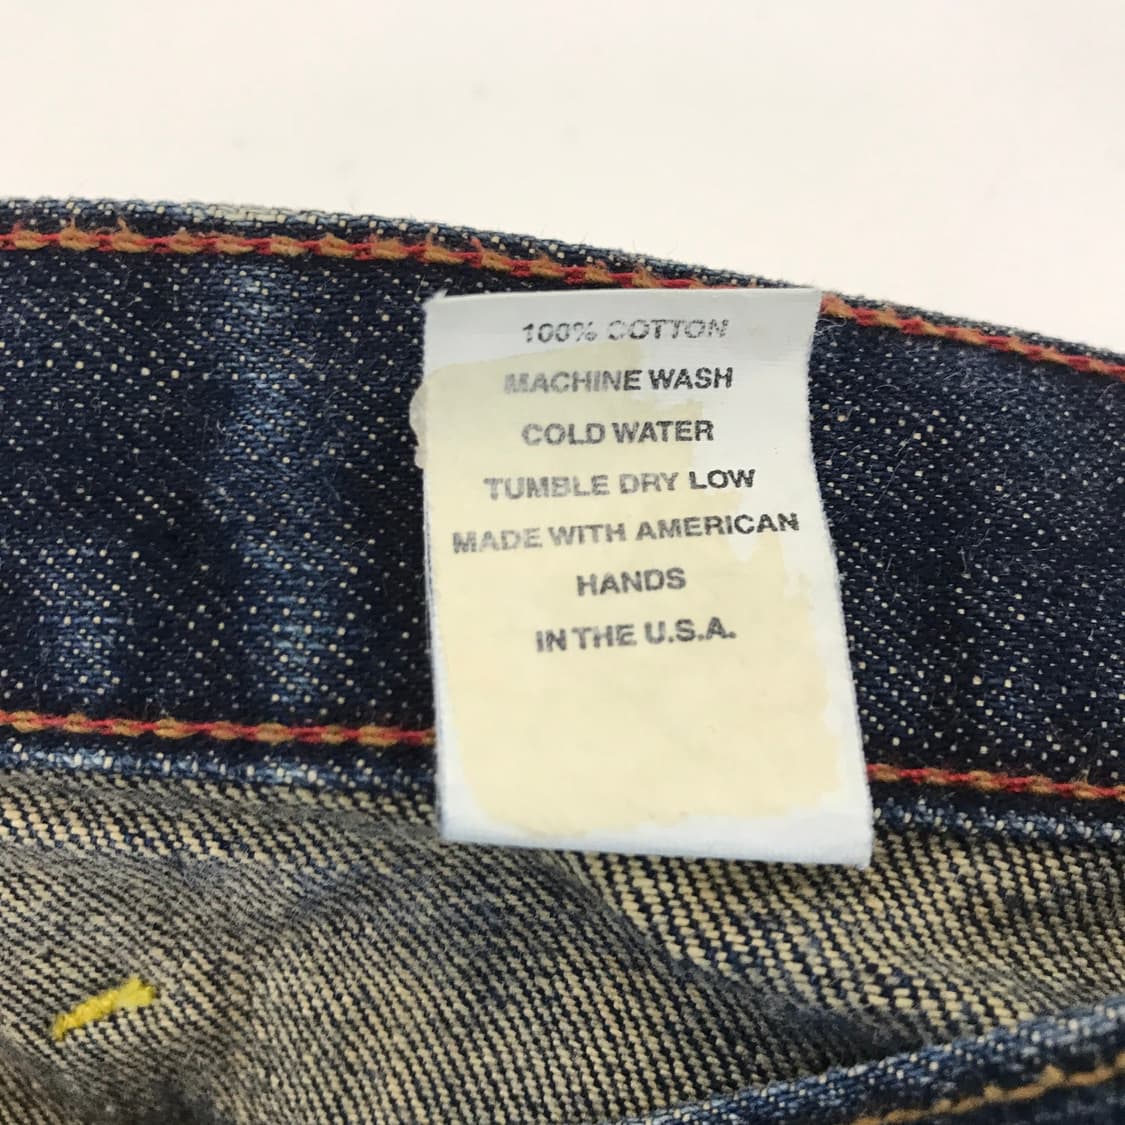 100% COTTON
MACHINE WASH
COLD WATER
TUMBLE DRY LOW
MADE WITH AMERICAN
HANDS
IN THE U.S.A.